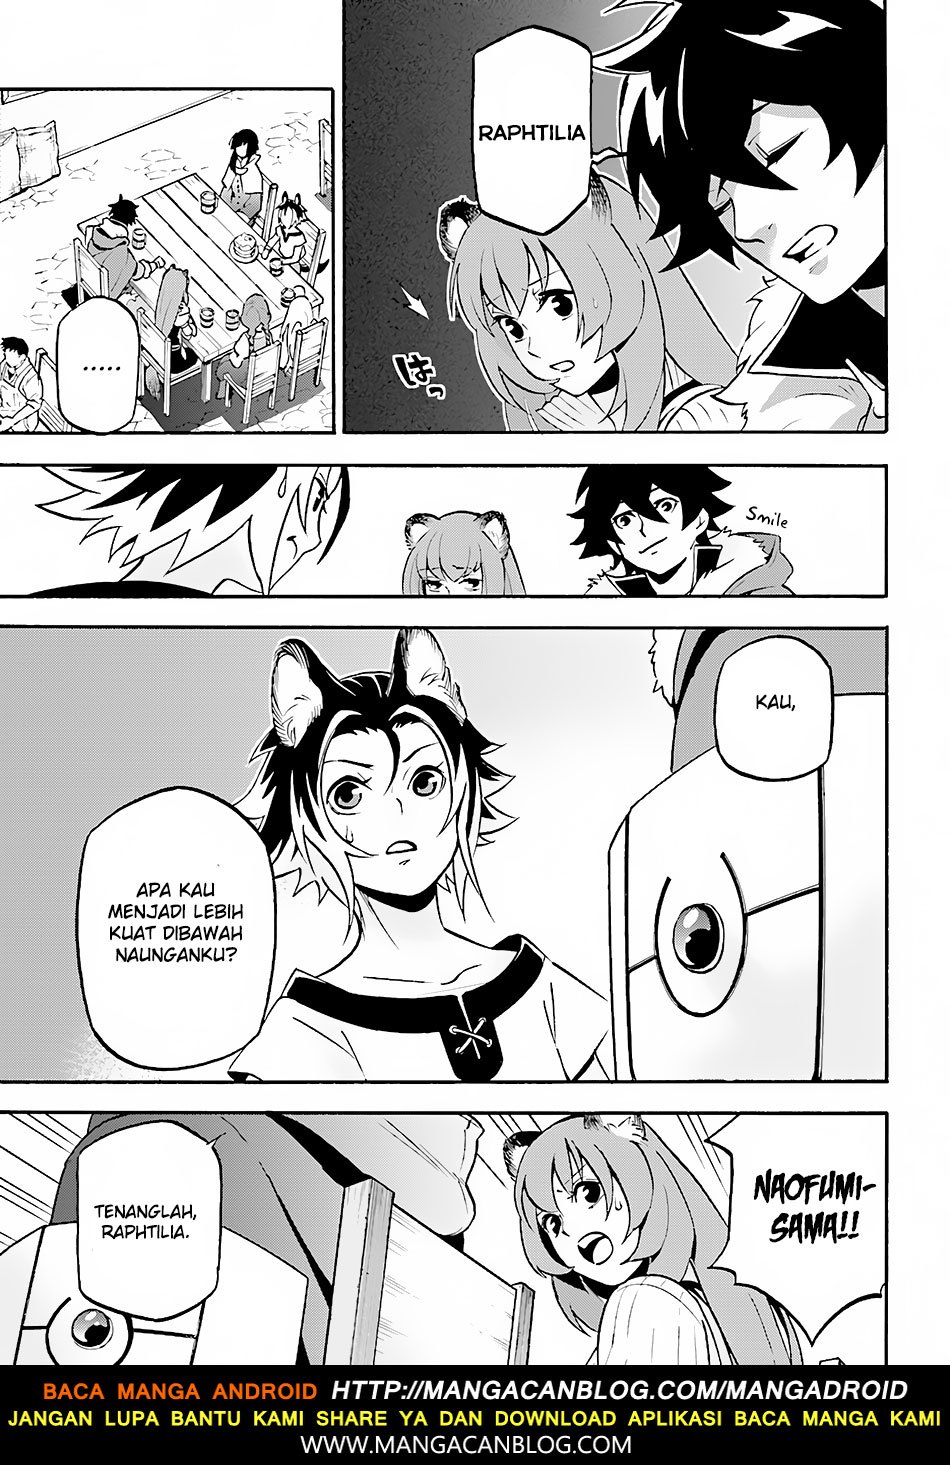 RAPHTILIA
はっ
......
Smile
KAU,
APA KAU
MENJADI LEBIH
KUAT DIBAWAH
NAUNGANKU?
NAOFUMI-
SAMA!!
TENANGLAH,
RAPHTILIA.
BACA MANGA ANDROID HTTP://MANGACANBLOG.COM/MANGADROID
JANGAN LUPA BANTU KAMI SHARE YA DAN DOWNLOAD APLIKASI BACA MANGA KAMI
WWW.MANGACANBLOG.COM